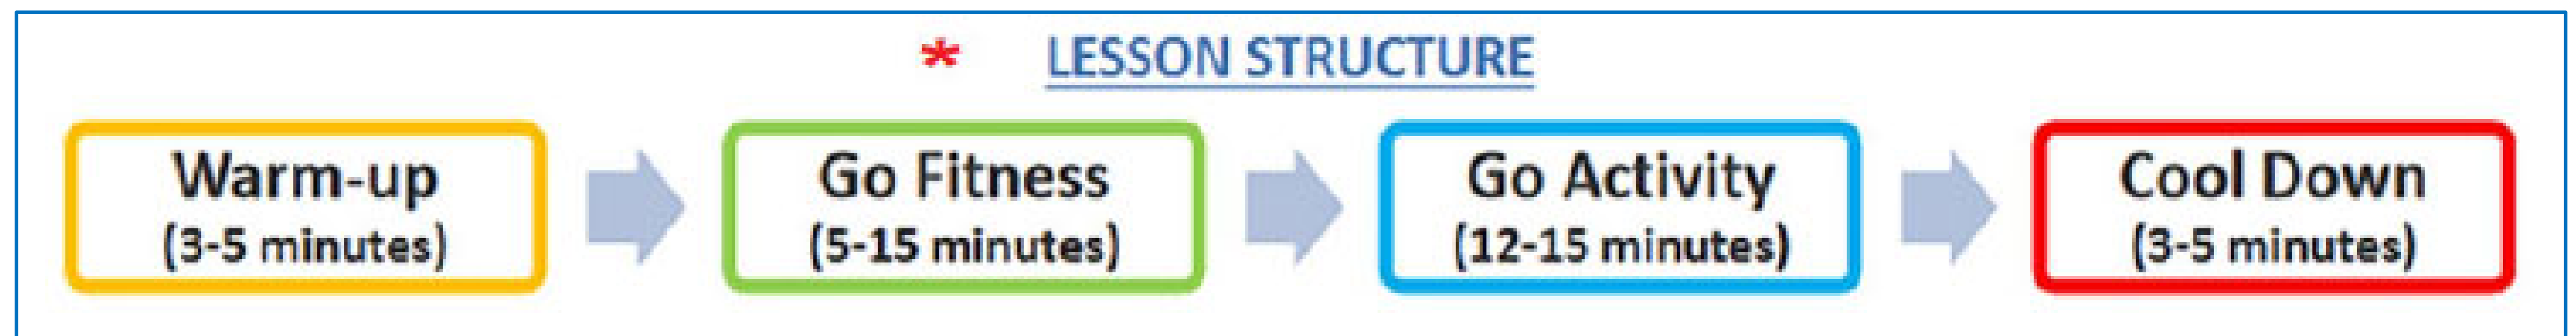 * LESSON STRUCTURE
Warm-up
(3-5 minutes)
Go Fitness
(5-15 minutes)
Go Activity
(12-15 minutes)
Cool Down
(3-5 minutes)